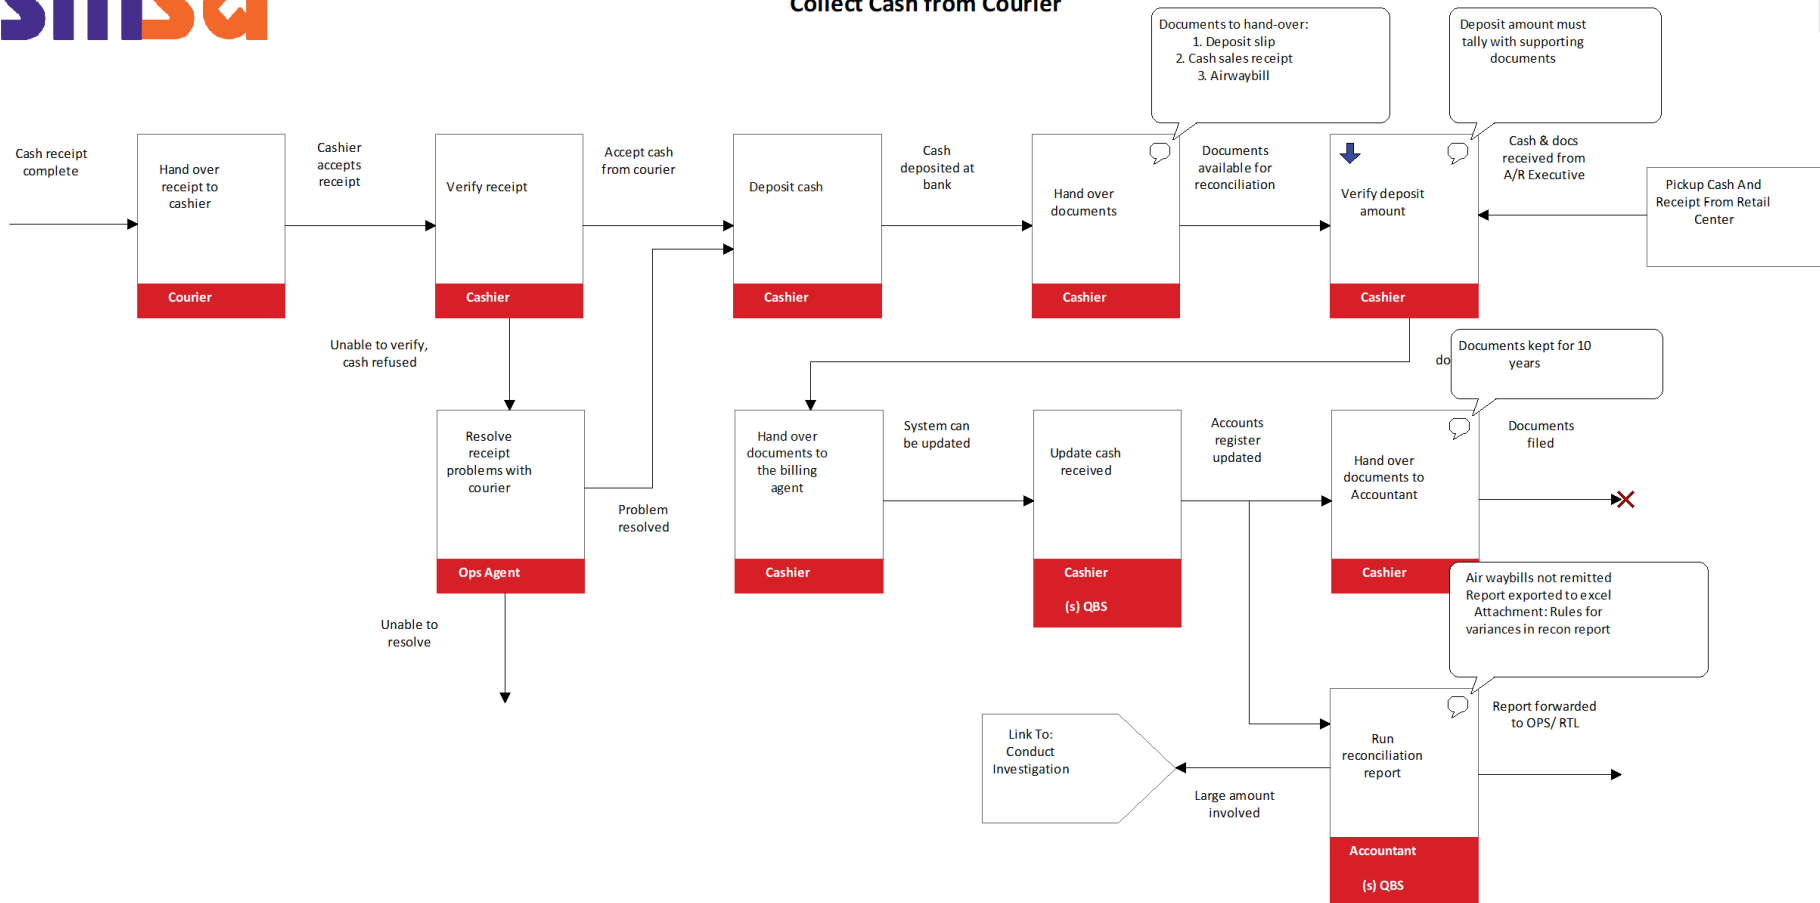 Collect Cash from Courier
Documents to hand-over:
1. Deposit slip
2. Cash sales receipt
3. Airwaybill
Deposit amount must
tally with supporting
documents
Cash receipt
complete
Hand over
receipt to
cashier
Courier
Cashier
accepts
receipt
Verify receipt
Cashier
Accept cash
from courier
Deposit cash
Cashier
Cash
deposited at
bank
Hand over
documents
Cashier
Documents
available for
reconciliation
Verify deposit
amount
Cashier
Cash & docs
received from
A/R Executive
Pickup Cash And
Receipt From Retail
Center
Unable to verify,
cash refused
do
Documents kept for 10
years
Resolve
receipt
problems with
courier
Ops Agent
Problem
resolved
Hand over
documents to
the billing
agent
Cashier
System can
be updated
Update cash
received
Cashier
(s) QBS
Accounts
register
updated
Hand over
documents to
Accountant
Cashier
Documents
filed
Unable to
resolve
Air waybills not remitted
Report exported to excel
Attachment: Rules for
variances in recon report
Link To:
Conduct
Investigation
Large amount
involved
Run
reconciliation
report
Accountant
(s) QBS
Report forwarded
to OPS/ RTL